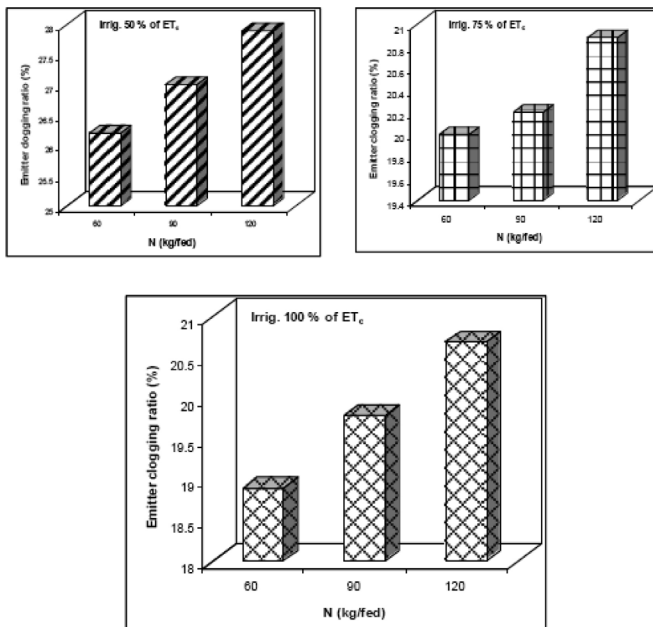 Irrig. 50 % of ETc
Emitter clogging ratio (%)
28
27.5
27
26.5
26
25.5
25
60 90 120
N (kg/fed)
Irrig. 75 % of ETc
Emitter clogging ratio (%)
21
20.8
20.6
20.4
20.2
20
19.8
19.6
19.4
60 90 120
N (kg/fed)
Irrig. 100 % of ETc
Emitter clogging ratio (%)
21
20.5
20
19.5
19
18.5
18
60 90 120
N (kg/fed)